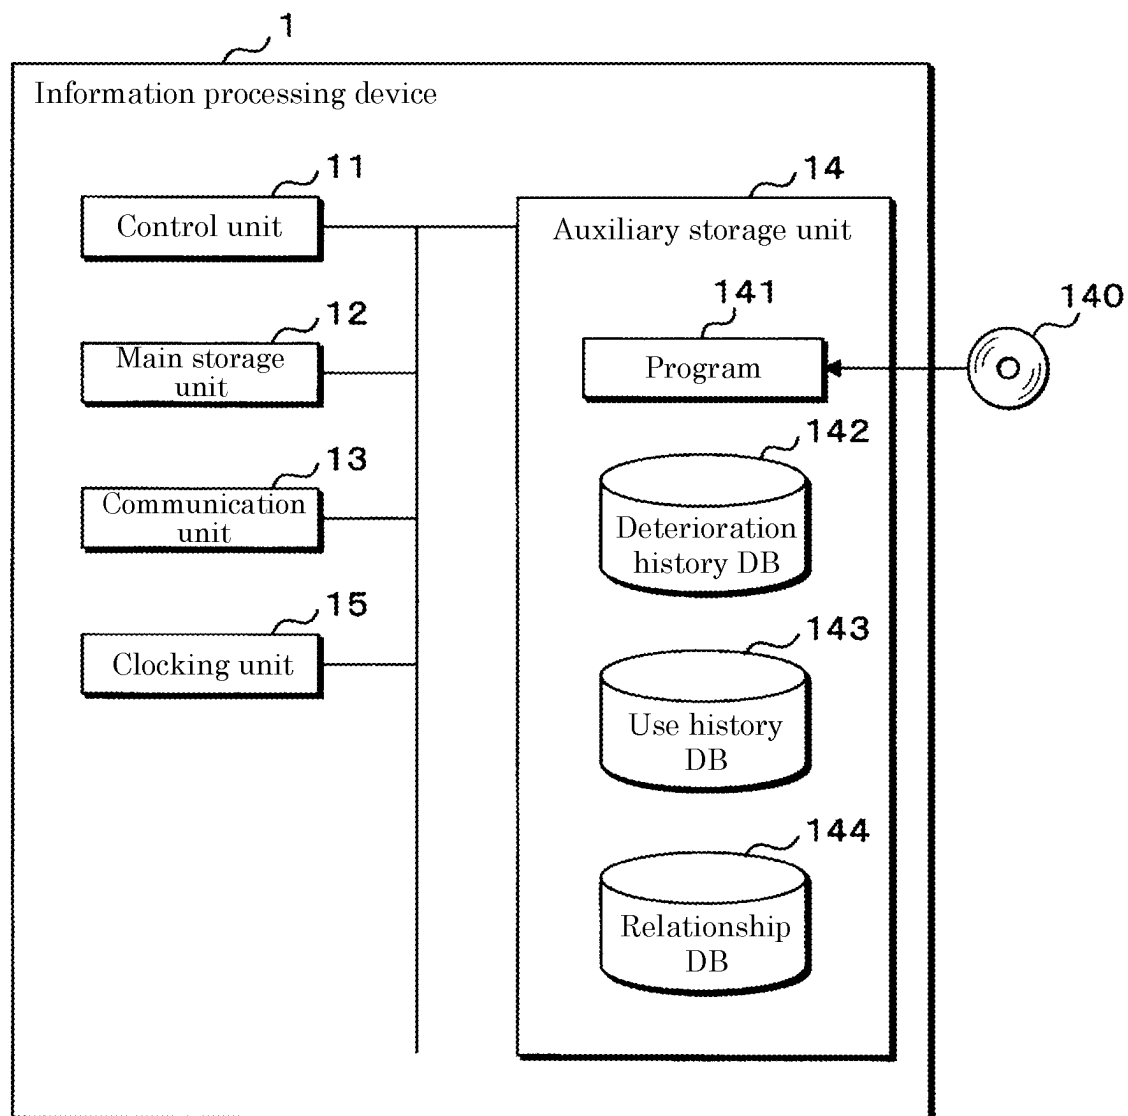 1
Information processing device
11
Control unit
12
Main storage
unit
13
Communication
unit
15
Clocking unit
14
Auxiliary storage unit
141
Program
140
142
Deterioration
history DB
143
Use history
DB
144
Relationship
DB